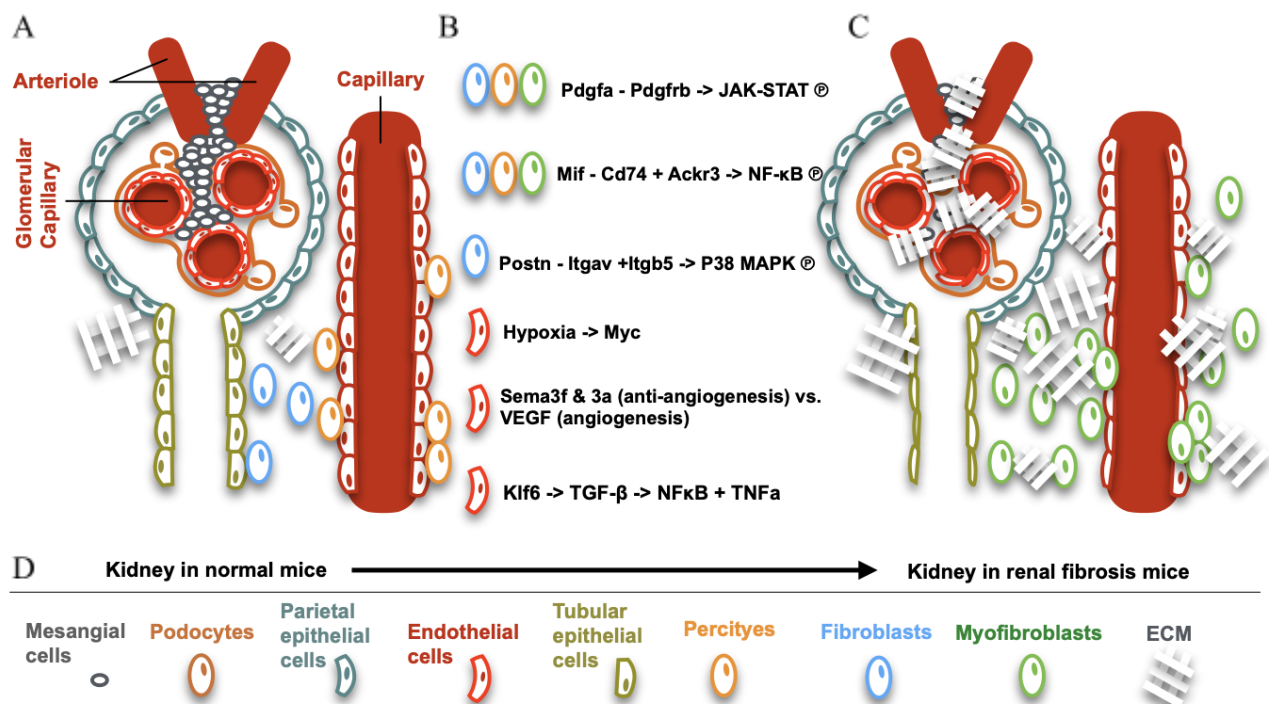 A
Arteriole
Capillary
Glomerular
Capillary
B
Pdgfa - Pdgfrb -> JAK-STAT ℗
Mif - Cd74 + Ackr3 -> NF-κB ℗
Postn - Itgav +Itgb5 -> P38 MAPK ℗
Hypoxia -> Myc
Sema3f & 3a (anti-angiogenesis) vs.
VEGF (angiogenesis)
Klf6 -> TGF-β -> NFκB + TNFa
C
D
Kidney in normal mice
Kidney in renal fibrosis mice
Mesangial
cells
Podocytes
Parietal
epithelial
cells
Endothelial
cells
Tubular
epithelial
cells
Percityes
Fibroblasts
Myofibroblasts
ECM